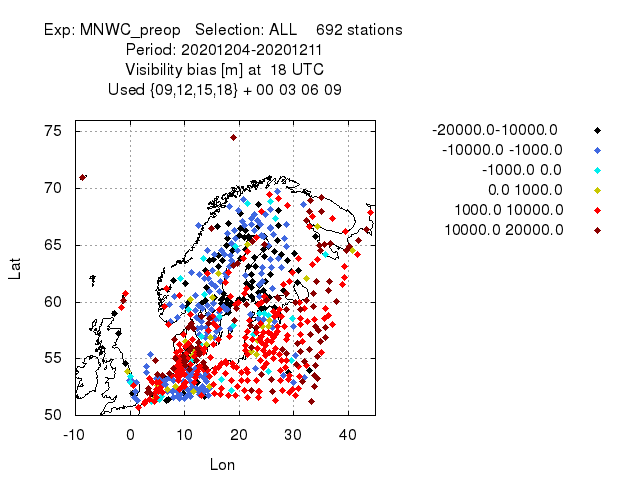 Exp: MNWC_preop   Selection: ALL    692 stations
Period: 20201204-20201211
Visibility bias [m] at  18 UTC
Used {09,12,15,18} + 00 03 06 09
-20000.0-10000.0
-10000.0 -1000.0
-1000.0 0.0
0.0 1000.0
1000.0 10000.0
10000.0 20000.0
75
70
65
60
55
50
Lat
-10 0 10 20 30 40
Lon